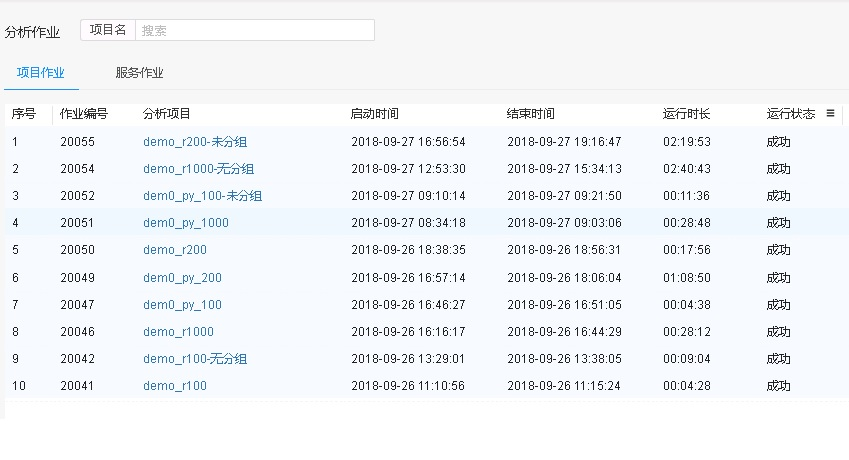 分析作业 项目名 搜索
项目作业 服务作业
序号 作业编号 分析项目 启动时间 结束时间 运行时长 运行状态
1 20055 demo_r200-未分组 2018-09-27 16:56:54 2018-09-27 19:16:47 02:19:53 成功
2 20054 demo_r1000-无分组 2018-09-27 12:53:30 2018-09-27 15:34:13 02:40:43 成功
3 20052 dem0_py_100-未分组 2018-09-27 09:10:14 2018-09-27 09:21:50 00:11:36 成功
4 20051 dem0_py_1000 2018-09-27 08:34:18 2018-09-27 09:03:06 00:28:48 成功
5 20050 demo_r200 2018-09-26 18:38:35 2018-09-26 18:56:31 00:17:56 成功
6 20049 dem0_py_200 2018-09-26 16:57:14 2018-09-26 18:06:04 01:08:50 成功
7 20047 dem0_py_100 2018-09-26 16:46:27 2018-09-26 16:51:05 00:04:38 成功
8 20046 demo_r1000 2018-09-26 16:16:17 2018-09-26 16:44:29 00:28:12 成功
9 20042 demo_r100-无分组 2018-09-26 13:29:01 2018-09-26 13:38:05 00:09:04 成功
10 20041 demo_r100 2018-09-26 11:10:56 2018-09-26 11:15:24 00:04:28 成功